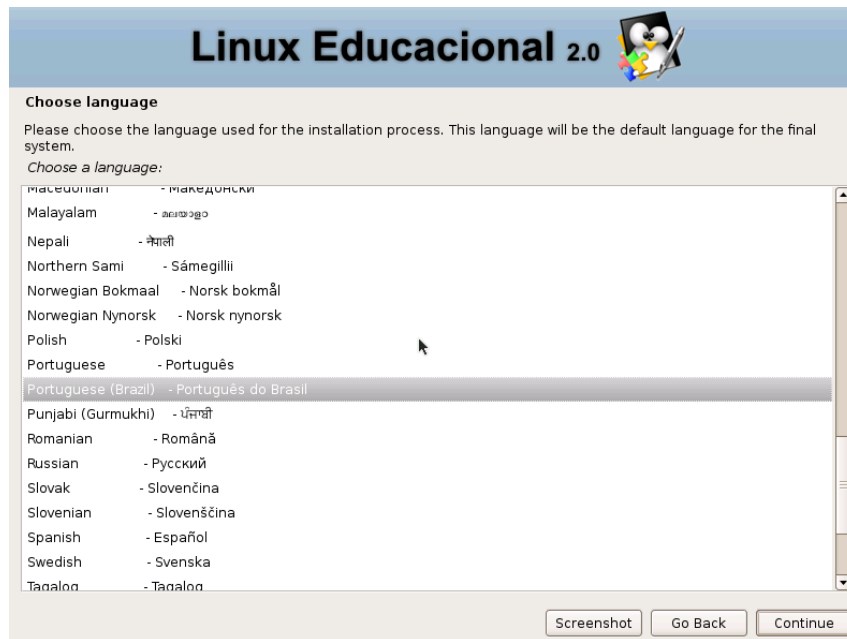 Linux Educacional 2.0
Choose language
Please choose the language used for the installation process. This language will be the default language for the final
system.
Choose a language:
Macedonian - Македонски
Malayalam - മലയാളം
Nepali - नेपाली
Northern Sami - Sámegillii
Norwegian Bokmaal - Norsk bokmål
Norwegian Nynorsk - Norsk nynorsk
Polish - Polski
Portuguese - Português
Portuguese (Brazil) - Português do Brasil
Punjabi (Gurmukhi) - ਪੰਜਾਬੀ
Romanian - Română
Russian - Русский
Slovak - Slovenčina
Slovenian - Slovenščina
Spanish - Español
Swedish - Svenska
Tagalog - Tagalog
Screenshot Go Back Continue